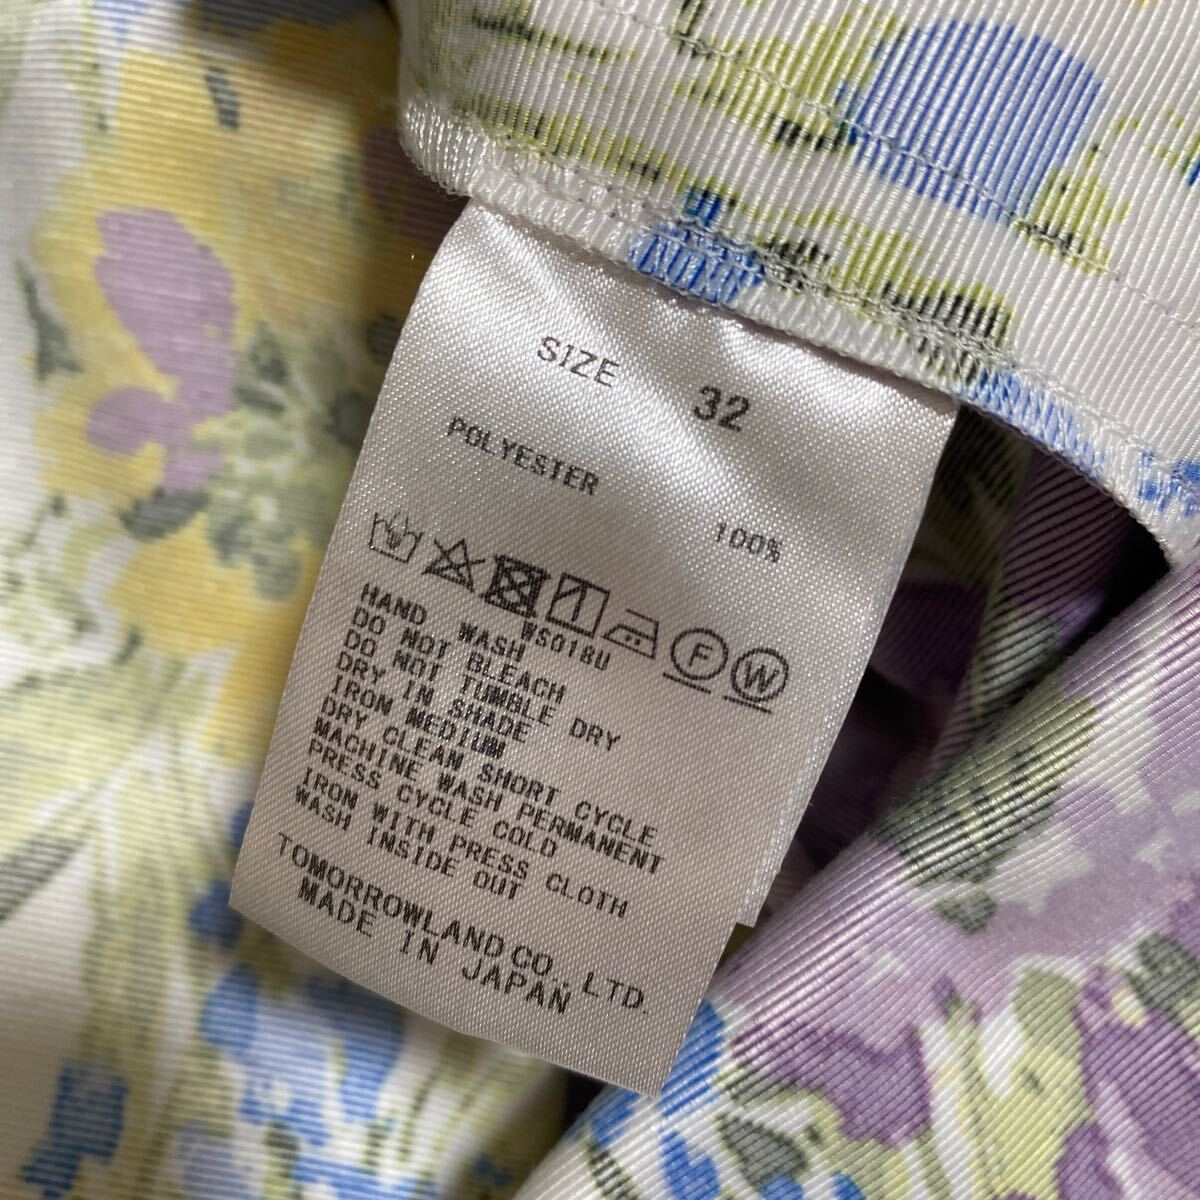 SIZE 32
POLYESTER 100%
F W
WS018U
HAND WASH
DO NOT BLEACH
DO NOT TUMBLE DRY
DRY IN SHADE
IRON MEDIUM
DRY CLEAN SHORT CYCLE
MACHINE WASH PERMANENT
PRESS CYCLE COLD
IRON WITH PRESS CLOTH
WASH INSIDE OUT
TOMORROWLAND CO.,LTD.
MADE IN JAPAN